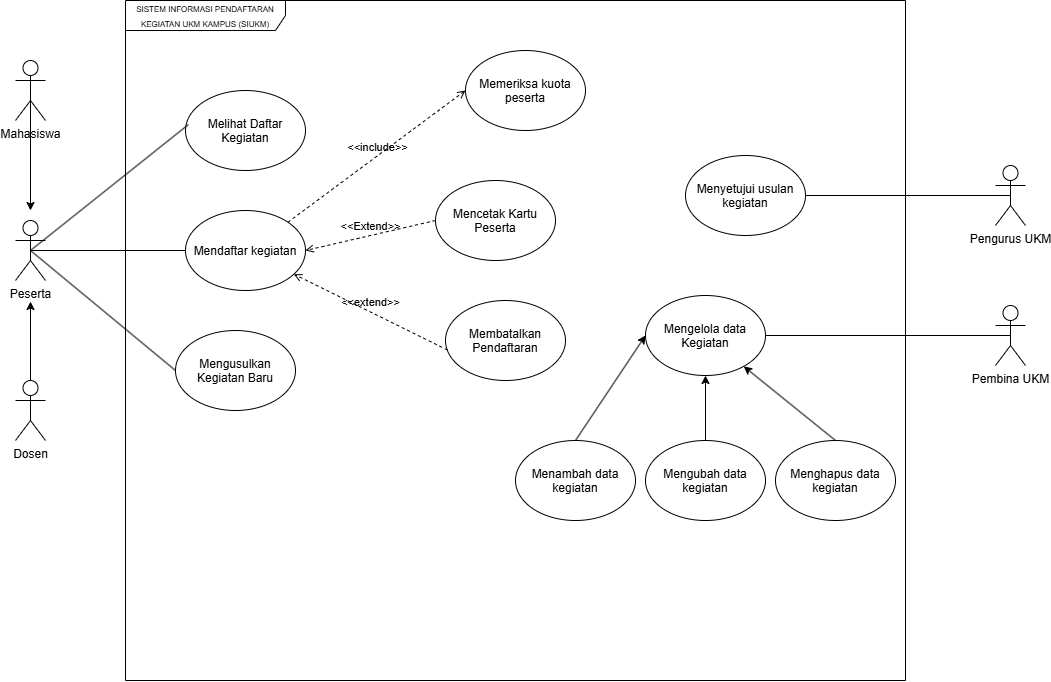 SISTEM INFORMASI PENDAFTARAN
KEGIATAN UKM KAMPUS (SIUKM)
Mahasiswa
Peserta
Dosen
Melihat Daftar
Kegiatan
Mendaftar kegiatan
Mengusulkan
Kegiatan Baru
<<include>>
<<Extend>>
<<extend>>
Memeriksa kuota
peserta
Mencetak Kartu
Peserta
Membatalkan
Pendaftaran
Menyetujui usulan
kegiatan
Mengelola data
Kegiatan
Menambah data
kegiatan
Mengubah data
kegiatan
Menghapus data
kegiatan
Pengurus UKM
Pembina UKM